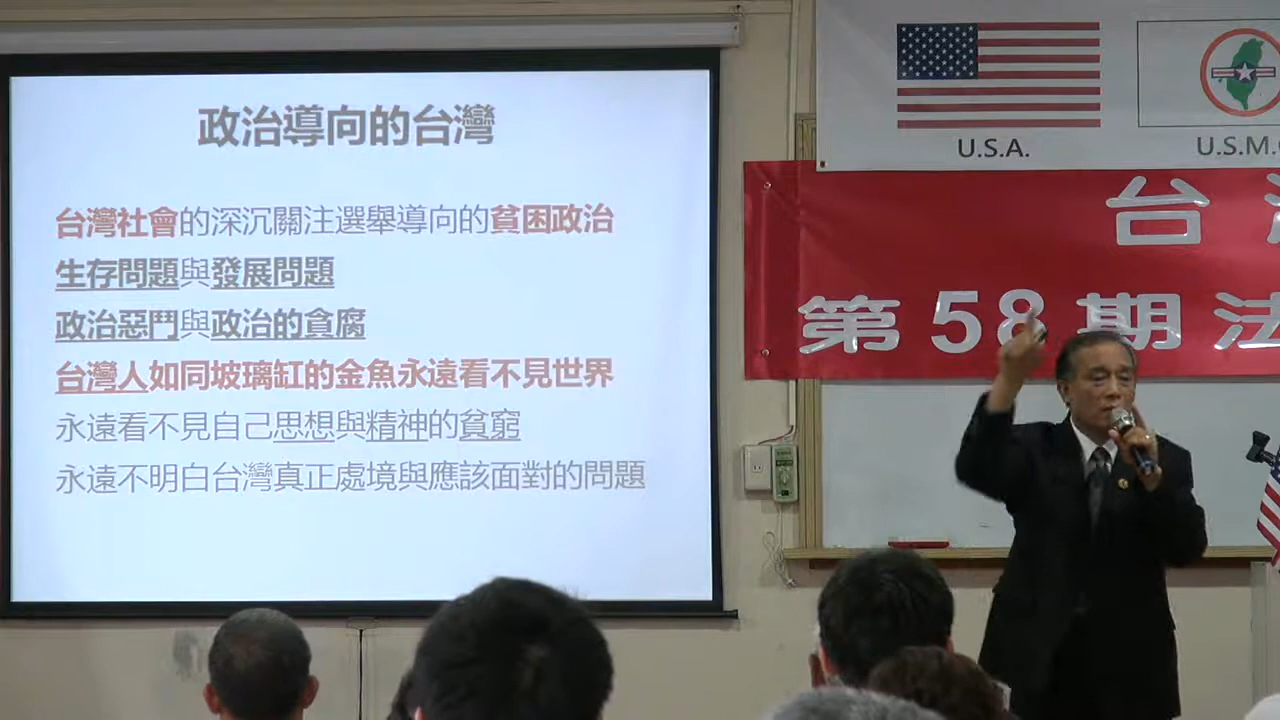 政治導向的台灣
台灣社會的深沉關注選舉導向的貧困政治
生存問題與發展問題
政治惡鬥與政治的貪腐
台灣人如同玻璃缸的金魚永遠看不見世界
永遠看不見自己思想與精神的貧窮
永遠不明白台灣真正處境與應該面對的問題
U.S.A.
U.S.M.
台
第58期法